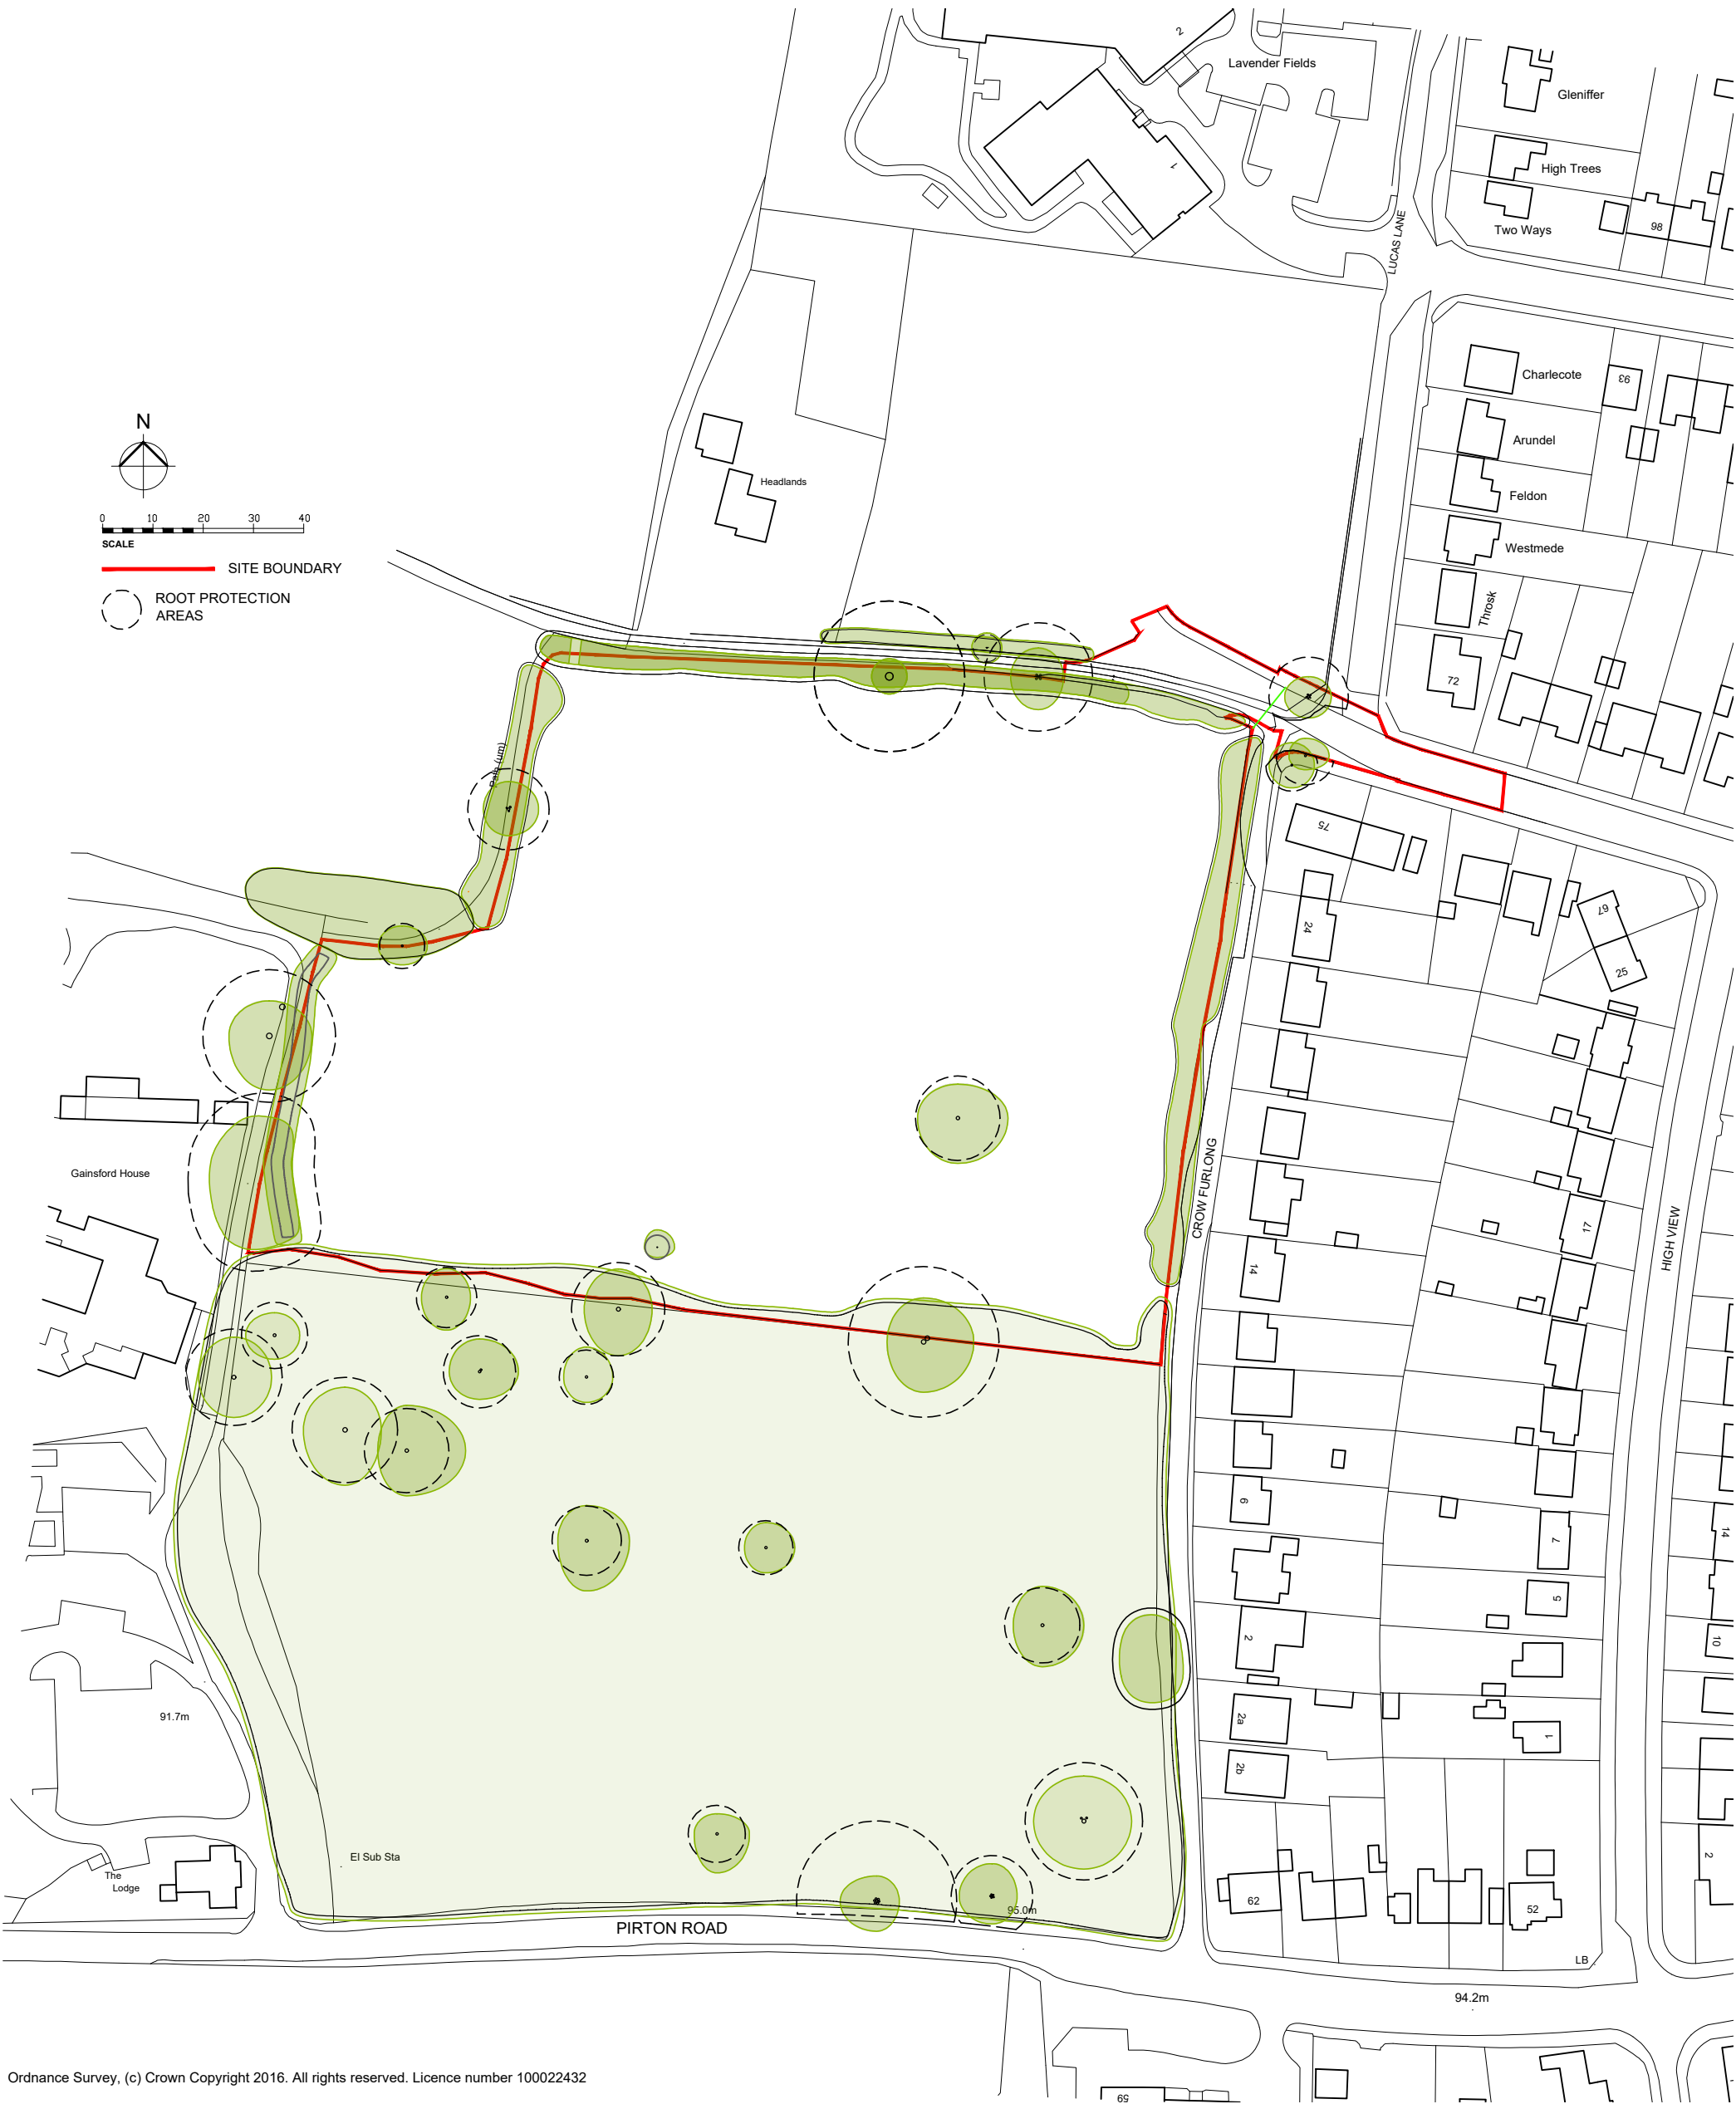 2
Lavender Fields
Gleniffer
1
High Trees
LUCAS LANE
Two Ways
98
Charlecote
93
N
Arundel
Headlands
Feldon
0 10 20 30 40
SCALE
Westmede
SITE BOUNDARY
ROOT PROTECTION
AREAS
Throsk
72
Path (um)
75
24
67
25
Gainsford House
CROW FURLONG
17
HIGH VIEW
14
6
7
14
5
2
10
91.7m
2a
1
2b
El Sub Sta
2
The
Lodge
62
95.0m
52
PIRTON ROAD
LB
94.2m
Ordnance Survey, (c) Crown Copyright 2016. All rights reserved. Licence number 100022432
59